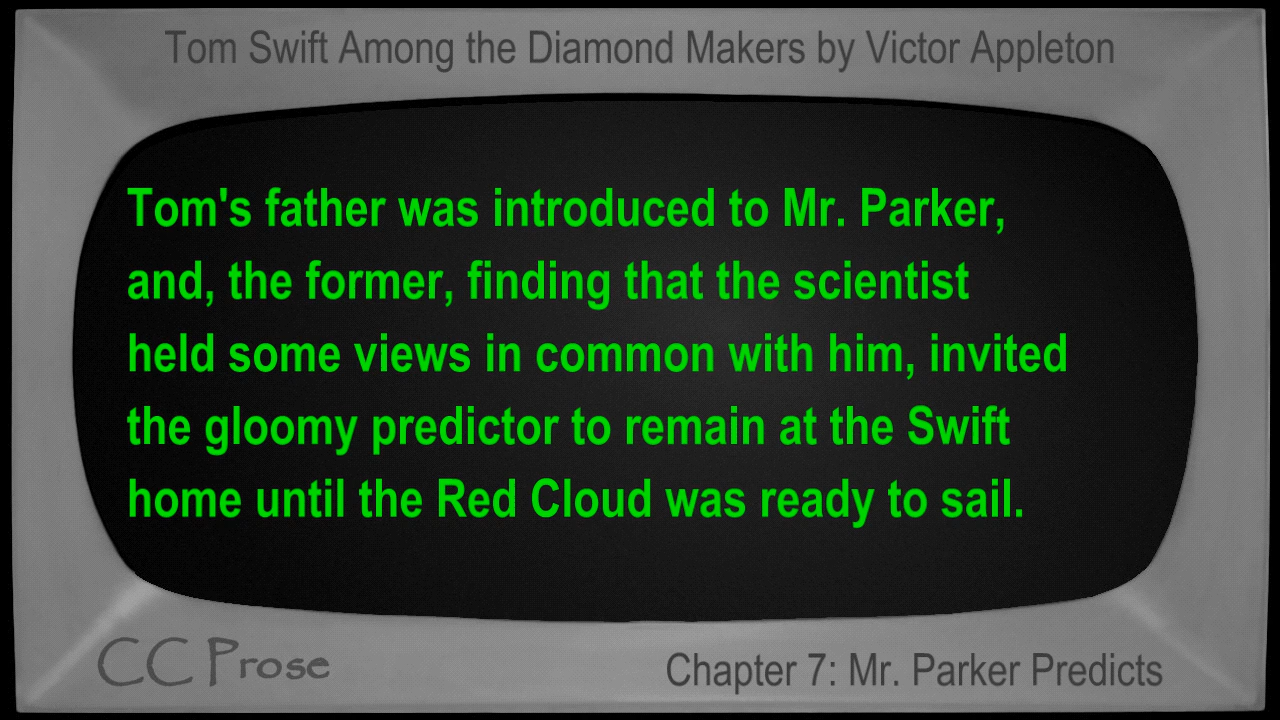 Tom Swift Among the Diamond Makers by Victor Appleton
Tom's father was introduced to Mr. Parker,
and, the former, finding that the scientist
held some views in common with him, invited
the gloomy predictor to remain at the Swift
home until the Red Cloud was ready to sail.
CC Prose
Chapter 7: Mr. Parker Predicts